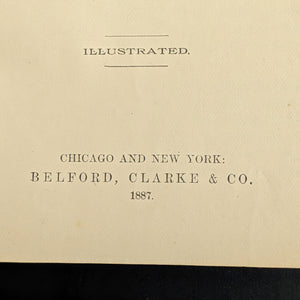 ILLUSTRATED.
CHICAGO AND NEW YORK:
BELFORD, CLARKE & CO.
1887.